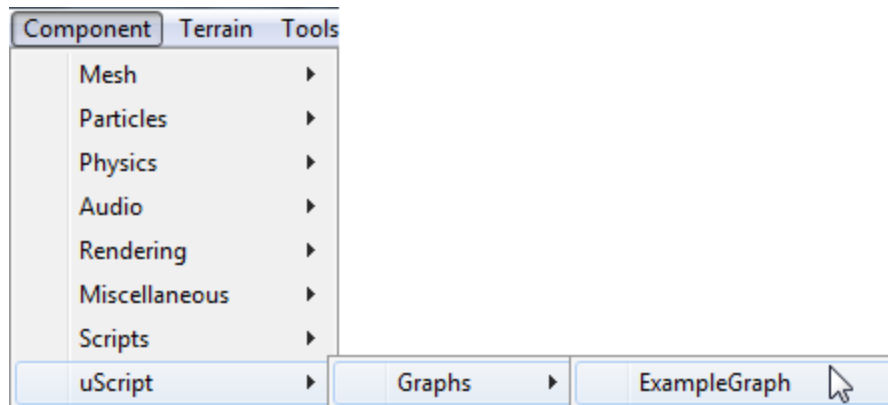 Component Terrain Tools
Mesh
Particles
Physics
Audio
Rendering
Miscellaneous
Scripts
uScript Graphs ExampleGraph